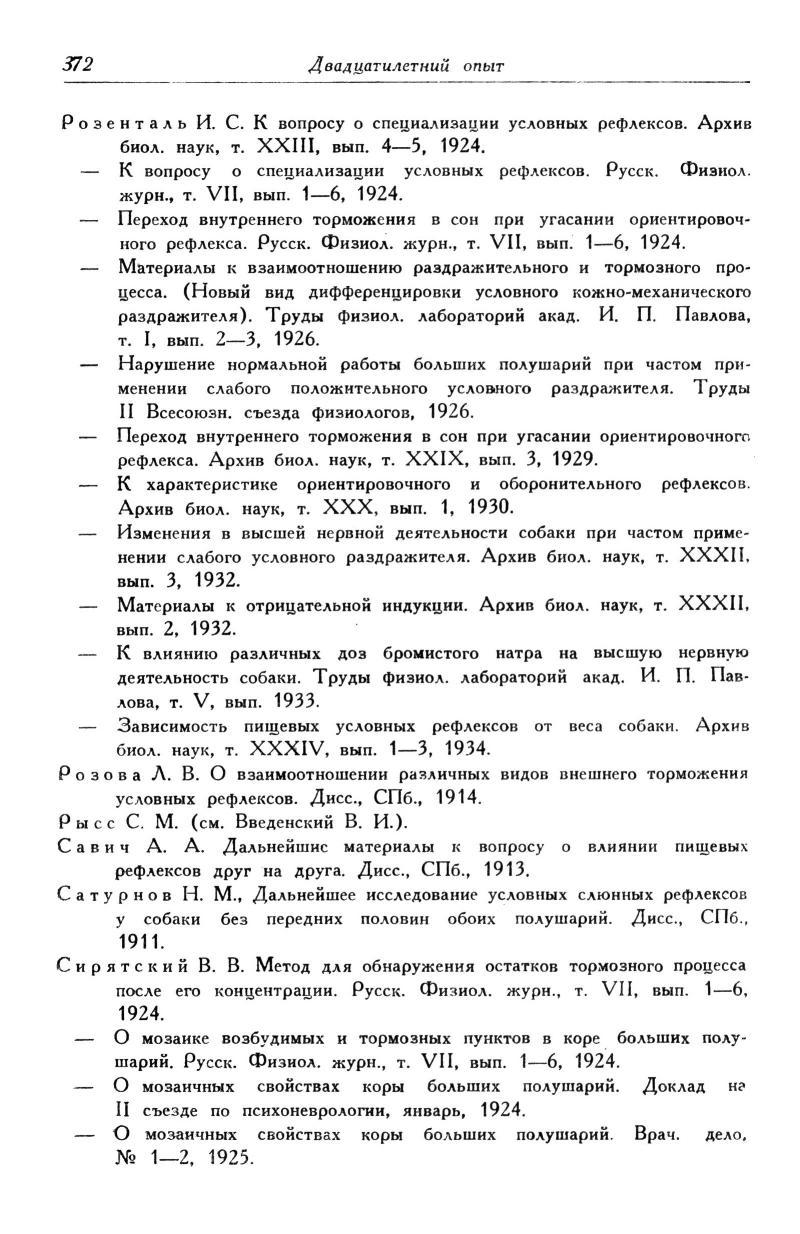 372 Двадцатилетний опыт
Розенталь И. С. К вопросу о специализации условных рефлексов. Архив
биол. наук, т. XXIII, вып. 4—5, 1924.
— К вопросу о специализации условных рефлексов. Русск. Физиол.
журн., т. VII, вып. 1—6, 1924.
— Переход внутреннего торможения в сон при угасании ориентировоч-
ного рефлекса. Русск. Физиол. журн., т. VII, вып. 1—6, 1924.
— Материалы к взаимоотношению раздражительного и тормозного про-
цесса. (Новый вид дифференцировки условного кожно-механического
раздражителя). Труды физиол. лабораторий акад. И. П. Павлова,
т. I, вып. 2—3, 1926.
— Нарушение нормальной работы больших полушарий при частом при-
менении слабого положительного условного раздражителя. Труды
II Всесоюзн. съезда физиологов, 1926.
— Переход внутреннего торможения в сон при угасании ориентировочного
рефлекса. Архив биол. наук, т. XXIX, вып. 3, 1929.
— К характеристике ориентировочного и оборонительного рефлексов.
Архив биол. наук, т. XXX, вып. 1, 1930.
— Изменения в высшей нервной деятельности собаки при частом приме-
нении слабого условного раздражителя. Архив биол. наук, т. XXXII,
вып. 3, 1932.
— Материалы к отрицательной индукции. Архив биол. наук, т. XXXII,
вып. 2, 1932.
— К влиянию различных доз бромистого натра на высшую нервную
деятельность собаки. Труды физиол. лабораторий акад. И. П. Пав-
лова, т. V, вып. 1933.
— Зависимость пищевых условных рефлексов от веса собаки. Архив
биол. наук, т. XXXIV, вып. 1—3, 1934.
Розова Л. В. О взаимоотношении различных видов внешнего торможения
условных рефлексов. Дисс., СПб., 1914.
Рысс С. М. (см. Введенский В. И.).
Савич А. А. Дальнейшие материалы к вопросу о влиянии пищевых
рефлексов друг на друга. Дисс., СПб., 1913.
Сатурнов Н. М., Дальнейшее исследование условных слюнных рефлексов
у собаки без передних половин обоих полушарий. Дисс., СПб.,
1911.
Сирятский В. В. Метод для обнаружения остатков тормозного процесса
после его концентрации. Русск. Физиол. журн., т. VII, вып. 1—6,
1924.
— О мозаике возбудимых и тормозных пунктов в коре больших полу-
шарий. Русск. Физиол. журн., т. VII, вып. 1—6, 1924.
— О мозаичных свойствах коры больших полушарий. Доклад на
II съезде по психоневрологии, январь, 1924.
— О мозаичных свойствах коры больших полушарий. Врач. дело,
№ 1—2, 1925.